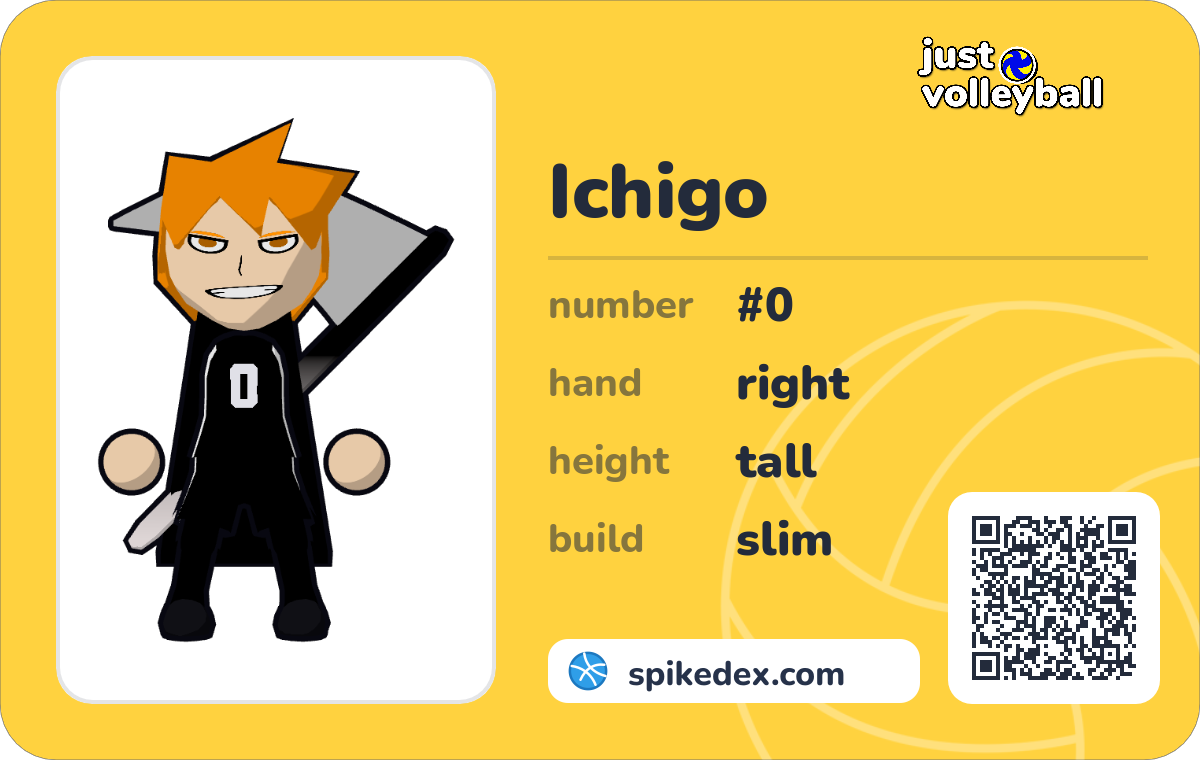 just
volleyball
Ichigo
number #0
hand right
height tall
build slim
0
spikedex.com